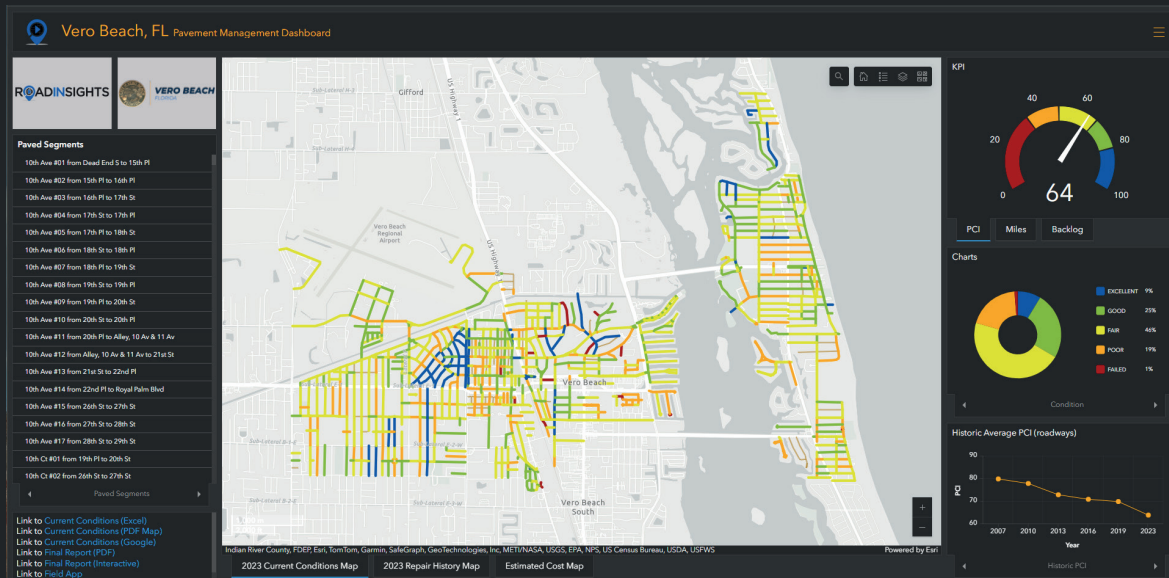 Vero Beach, FL Pavement Management Dashboard
ROADINSIGHTS
VERO BEACH
FLORIDA
Paved Segments
10th Ave #01 from Dead End S to 15th Pl
10th Ave #02 from 15th Pl to 16th Pl
10th Ave #03 from 16th Pl to 17th St
10th Ave #04 from 17th St to 17th Pl
10th Ave #05 from 17th Pl to 18th St
10th Ave #06 from 18th St to 18th Pl
10th Ave #07 from 18th Pl to 19th St
10th Ave #08 from 19th St to 19th Pl
10th Ave #09 from 19th Pl to 20th St
10th Ave #10 from 20th St to 20th Pl
10th Ave #11 from 20th Pl to Alley, 10 Av & 11 Av
10th Ave #12 from Alley, 10 Av & 11 Av to 21st St
10th Ave #13 from 21st St to 22nd Pl
10th Ave #14 from 22nd Pl to Royal Palm Blvd
10th Ave #15 from 26th St to 27th St
10th Ave #16 from 27th St to 28th St
10th Ave #17 from 28th St to 29th St
10th Ct #01 from 19th Pl to 20th St
10th Ct #02 from 26th St to 27th St
Paved Segments
Link to Current Conditions (Excel)
Link to Current Conditions (PDF Map)
Link to Current Conditions (Google)
Link to Final Report (PDF)
Link to Final Report (Interactive)
Link to Field App
Sub-Lateral H-1
Gifford
US Highway 1
Vero Beach
Regional
Airport
US Highway 1
Vero Beach
Sub-Lateral B-1-E
Sub-Lateral B-2-E
Vero Beach
South
Indian River County, FDEP, Esri, TomTom, Garmin, SafeGraph, GeoTechnologies, Inc, METI/NASA, USGS, EPA, NPS, US Census Bureau, USDA, USFWS
Powered by Esri
2023 Current Conditions Map
2023 Repair History Map
Estimated Cost Map
KPI
0
20
40
60
80
100
64
PCI
Miles
Backlog
Charts
EXCELLENT 9%
GOOD 25%
FAIR 46%
POOR 19%
FAILED 1%
Condition
Historic Average PCI (roadways)
PCI
90
80
70
60
2007 2010 2013 2016 2019 2023
Year
Historic PCI